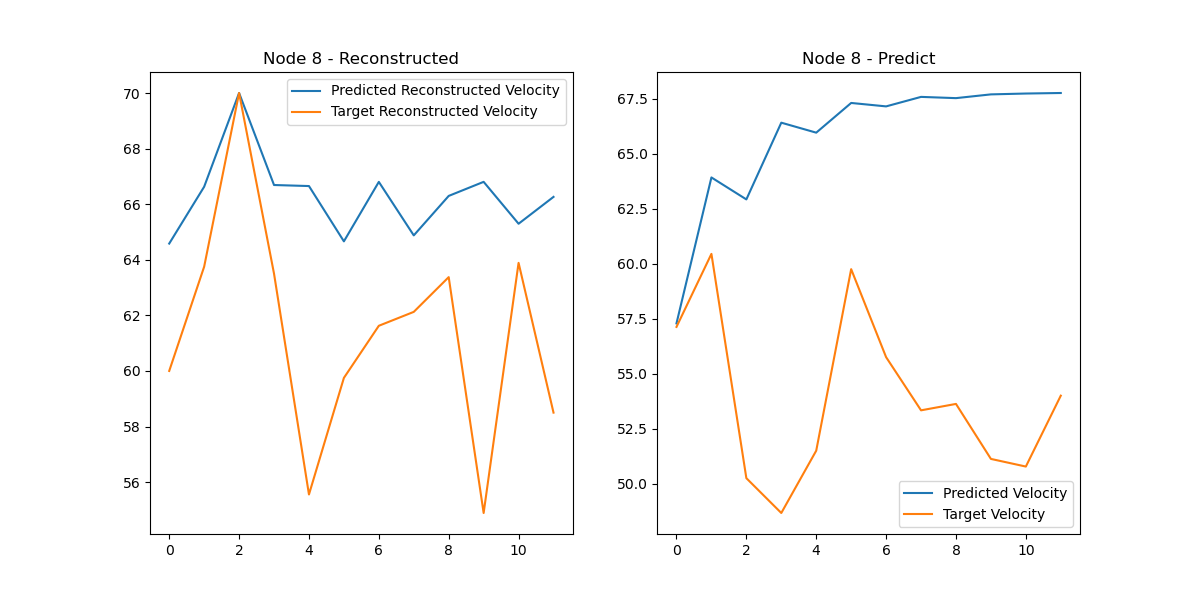 Node 8 - Reconstructed
Predicted Reconstructed Velocity
Target Reconstructed Velocity
70
68
66
64
62
60
58
56
0 2 4 6 8 10
Node 8 - Predict
67.5
65.0
62.5
60.0
57.5
55.0
52.5
50.0
Predicted Velocity
Target Velocity
0 2 4 6 8 10